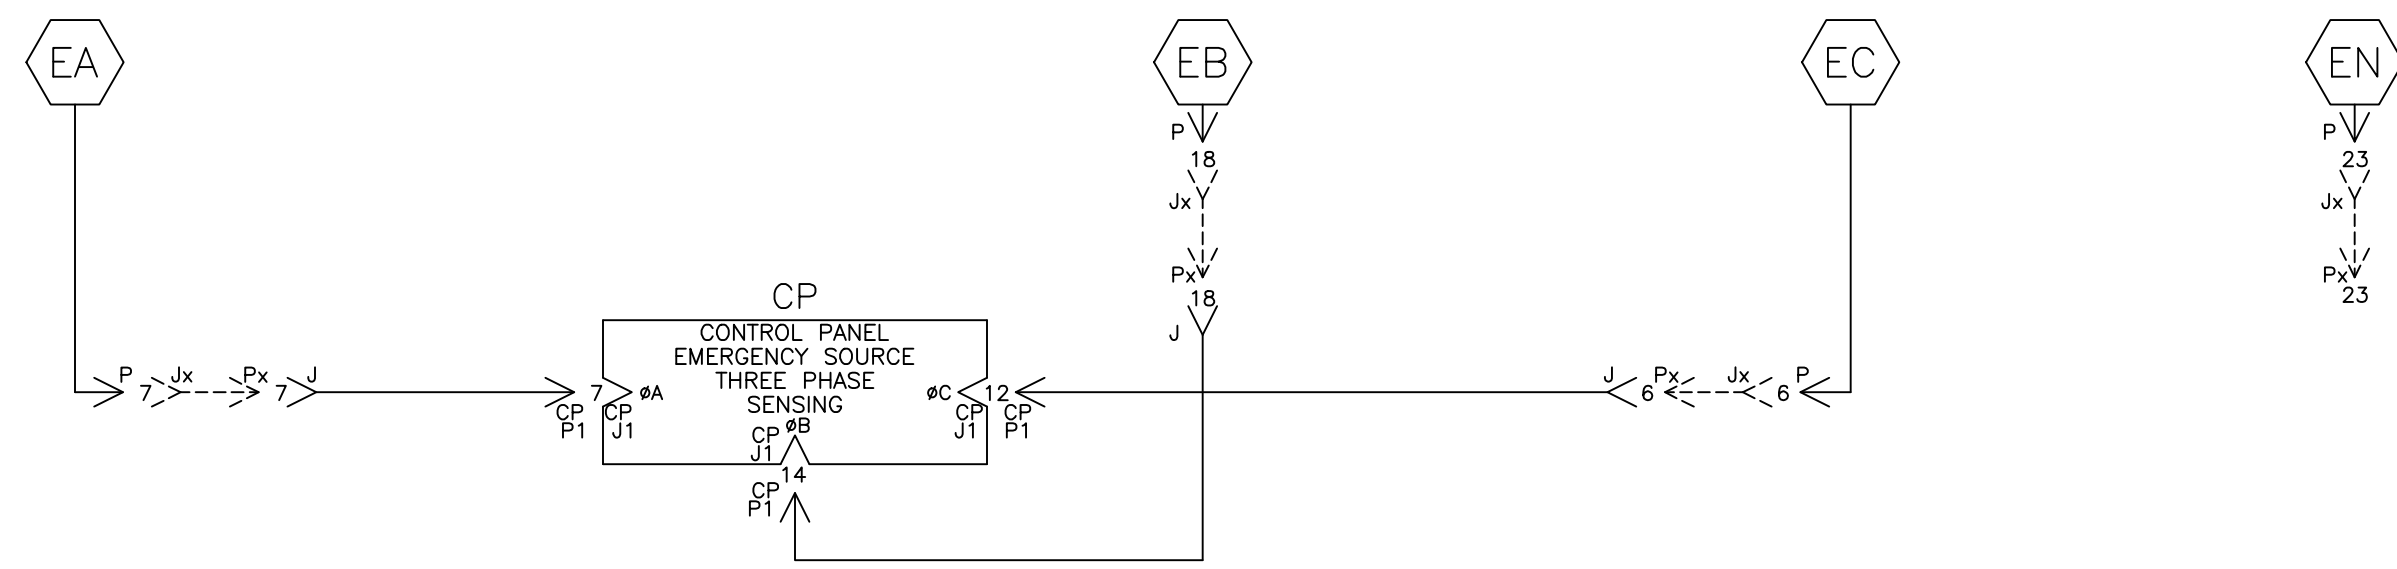 EA
EB
EC
EN
P
P
18
23
Jx
Jx
Px
Px
18
23
CP
J
CONTROL PANEL
EMERGENCY SOURCE
THREE PHASE
SENSING
P 7 Jx Px 7 J
7 øA
øC 12
J 6 Px Jx 6 P
CP
P1
CP
J1
CP
J1
CP
P1
øB
CP
J1
14
CP
P1